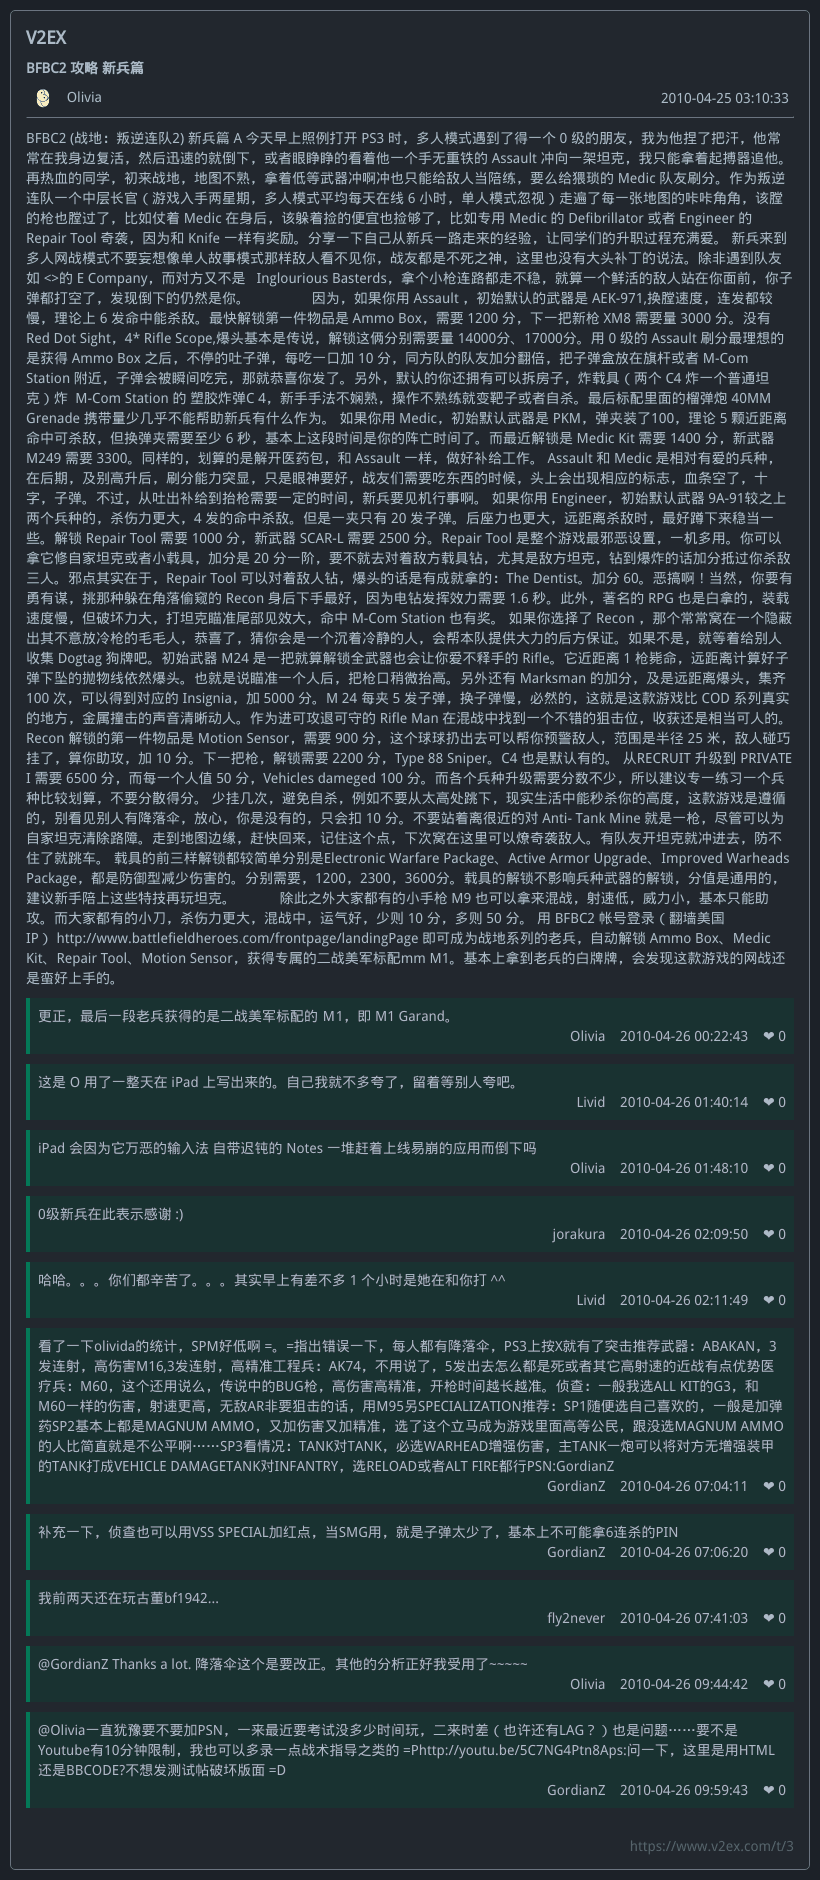 V2EX
BFBC2 攻略 新兵篇
Olivia 2010-04-25 03:10:33
BFBC2 (战地：叛逆连队2) 新兵篇 A 今天早上照例打开 PS3 时，多人模式遇到了得一个 0 级的朋友，我为他捏了把汗，他常
常在我身边复活，然后迅速的就倒下，或者眼睁睁的看着他一个手无重铁的 Assault 冲向一架坦克，我只能拿着起搏器追他。
再热血的同学，初来战地，地图不熟，拿着低等武器冲啊冲也只能给敌人当陪练，要么给猥琐的 Medic 队友刷分。作为叛逆
连队一个中层长官（游戏入手两星期，多人模式平均每天在线 6 小时，单人模式忽视）走遍了每一张地图的咔咔角角，该膛
的枪也膛过了，比如仗着 Medic 在身后，该躲着捡的便宜也捡够了，比如专用 Medic 的 Defibrillator 或者 Engineer 的
Repair Tool 奇袭，因为和 Knife 一样有奖励。分享一下自己从新兵一路走来的经验，让同学们的升职过程充满爱。 新兵来到
多人网战模式不要妄想像单人故事模式那样敌人看不见你，战友都是不死之神，这里也没有大头补丁的说法。除非遇到队友
如 <>的 E Company，而对方又不是 Inglourious Basterds，拿个小枪连路都走不稳，就算一个鲜活的敌人站在你面前，你子
弹都打空了，发现倒下的仍然是你。 因为，如果你用 Assault ，初始默认的武器是 AEK-971,换膛速度，连发都较
慢，理论上 6 发命中能杀敌。最快解锁第一件物品是 Ammo Box，需要 1200 分，下一把新枪 XM8 需要量 3000 分。没有
Red Dot Sight，4* Rifle Scope,爆头基本是传说，解锁这俩分别需要量 14000分、17000分。用 0 级的 Assault 刷分最理想的
是获得 Ammo Box 之后，不停的吐子弹，每吃一口加 10 分，同方队的队友加分翻倍，把子弹盒放在旗杆或者 M-Com
Station 附近，子弹会被瞬间吃完，那就恭喜你发了。另外，默认的你还拥有可以拆房子，炸载具（两个 C4 炸一个普通坦
克）炸 M-Com Station 的 塑胶炸弹C 4，新手手法不娴熟，操作不熟练就变靶子或者自杀。最后标配里面的榴弹炮 40MM
Grenade 携带量少几乎不能帮助新兵有什么作为。 如果你用 Medic，初始默认武器是 PKM，弹夹装了100，理论 5 颗近距离
命中可杀敌，但换弹夹需要至少 6 秒，基本上这段时间是你的阵亡时间了。而最近解锁是 Medic Kit 需要 1400 分，新武器
M249 需要 3300。同样的，划算的是解开医药包，和 Assault 一样，做好补给工作。 Assault 和 Medic 是相对有爱的兵种，
在后期，及别高升后，刷分能力突显，只是眼神要好，战友们需要吃东西的时候，头上会出现相应的标志，血条空了，十
字，子弹。不过，从吐出补给到抬枪需要一定的时间，新兵要见机行事啊。 如果你用 Engineer，初始默认武器 9A-91较之上
两个兵种的，杀伤力更大，4 发的命中杀敌。但是一夹只有 20 发子弹。后座力也更大，远距离杀敌时，最好蹲下来稳当一
些。解锁 Repair Tool 需要 1000 分，新武器 SCAR-L 需要 2500 分。Repair Tool 是整个游戏最邪恶设置，一机多用。你可以
拿它修自家坦克或者小载具，加分是 20 分一阶，要不就去对着敌方载具钻，尤其是敌方坦克，钻到爆炸的话加分抵过你杀敌
三人。邪点其实在于，Repair Tool 可以对着敌人钻，爆头的话是有成就拿的：The Dentist。加分 60。恶搞啊！当然，你要有
勇有谋，挑那种躲在角落偷窥的 Recon 身后下手最好，因为电钻发挥效力需要 1.6 秒。此外，著名的 RPG 也是白拿的，装载
速度慢，但破坏力大，打坦克瞄准尾部见效大，命中 M-Com Station 也有奖。 如果你选择了 Recon ，那个常常窝在一个隐蔽
出其不意放冷枪的毛毛人，恭喜了，猜你会是一个沉着冷静的人，会帮本队提供大力的后方保证。如果不是，就等着给别人
收集 Dogtag 狗牌吧。初始武器 M24 是一把就算解锁全武器也会让你爱不释手的 Rifle。它近距离 1 枪毙命，远距离计算好子
弹下坠的抛物线依然爆头。也就是说瞄准一个人后，把枪口稍微抬高。另外还有 Marksman 的加分，及是远距离爆头，集齐
100 次，可以得到对应的 Insignia，加 5000 分。M 24 每夹 5 发子弹，换子弹慢，必然的，这就是这款游戏比 COD 系列真实
的地方，金属撞击的声音清晰动人。作为进可攻退可守的 Rifle Man 在混战中找到一个不错的狙击位，收获还是相当可人的。
Recon 解锁的第一件物品是 Motion Sensor，需要 900 分，这个球球扔出去可以帮你预警敌人，范围是半径 25 米，敌人碰巧
挂了，算你助攻，加 10 分。下一把枪，解锁需要 2200 分，Type 88 Sniper。C4 也是默认有的。 从RECRUIT 升级到 PRIVATE
I 需要 6500 分，而每一个人值 50 分，Vehicles dameged 100 分。而各个兵种升级需要分数不少，所以建议专一练习一个兵
种比较划算，不要分散得分。 少挂几次，避免自杀，例如不要从太高处跳下，现实生活中能秒杀你的高度，这款游戏是遵循
的，别看见别人有降落伞，放心，你是没有的，只会扣 10 分。不要站着离很近的对 Anti- Tank Mine 就是一枪，尽管可以为
自家坦克清除路障。走到地图边缘，赶快回来，记住这个点，下次窝在这里可以燎奇袭敌人。有队友开坦克就冲进去，防不
住了就跳车。 载具的前三样解锁都较简单分别是Electronic Warfare Package、Active Armor Upgrade、Improved Warheads
Package，都是防御型减少伤害的。分别需要，1200，2300，3600分。载具的解锁不影响兵种武器的解锁，分值是通用的，
建议新手陪上这些特技再玩坦克。 除此之外大家都有的小手枪 M9 也可以拿来混战，射速低，威力小，基本只能助
攻。而大家都有的小刀，杀伤力更大，混战中，运气好，少则 10 分，多则 50 分。 用 BFBC2 帐号登录（翻墙美国
IP ） http://www.battlefieldheroes.com/frontpage/landingPage 即可成为战地系列的老兵，自动解锁 Ammo Box、Medic
Kit、Repair Tool、Motion Sensor，获得专属的二战美军标配mm M1。基本上拿到老兵的白牌牌，会发现这款游戏的网战还
是蛮好上手的。
更正，最后一段老兵获得的是二战美军标配的 M1，即 M1 Garand。
Olivia 2010-04-26 00:22:43 ❤ 0
这是 O 用了一整天在 iPad 上写出来的。自己我就不多夸了，留着等别人夸吧。
Livid 2010-04-26 01:40:14 ❤ 0
iPad 会因为它万恶的输入法 自带迟钝的 Notes 一堆赶着上线易崩的应用而倒下吗
Olivia 2010-04-26 01:48:10 ❤ 0
0级新兵在此表示感谢 :)
jorakura 2010-04-26 02:09:50 ❤ 0
哈哈。。。你们都辛苦了。。。其实早上有差不多 1 个小时是她在和你打 ^^
Livid 2010-04-26 02:11:49 ❤ 0
看了一下olivida的统计，SPM好低啊 =。=指出错误一下，每人都有降落伞，PS3上按X就有了突击推荐武器：ABAKAN，3
发连射，高伤害M16,3发连射，高精准工程兵：AK74，不用说了，5发出去怎么都是死或者其它高射速的近战有点优势医
疗兵：M60，这个还用说么，传说中的BUG枪，高伤害高精准，开枪时间越长越准。侦查：一般我选ALL KIT的G3，和
M60一样的伤害，射速更高，无敌AR非要狙击的话，用M95另SPECIALIZATION推荐：SP1随便选自己喜欢的，一般是加弹
药SP2基本上都是MAGNUM AMMO，又加伤害又加精准，选了这个立马成为游戏里面高等公民，跟没选MAGNUM AMMO
的人比简直就是不公平啊……SP3看情况：TANK对TANK，必选WARHEAD增强伤害，主TANK一炮可以将对方无增强装甲
的TANK打成VEHICLE DAMAGETANK对INFANTRY，选RELOAD或者ALT FIRE都行PSN:GordianZ
GordianZ 2010-04-26 07:04:11 ❤ 0
补充一下，侦查也可以用VSS SPECIAL加红点，当SMG用，就是子弹太少了，基本上不可能拿6连杀的PIN
GordianZ 2010-04-26 07:06:20 ❤ 0
我前两天还在玩古董bf1942...
fly2never 2010-04-26 07:41:03 ❤ 0
@GordianZ Thanks a lot. 降落伞这个是要改正。其他的分析正好我受用了~~~~~
Olivia 2010-04-26 09:44:42 ❤ 0
@Olivia一直犹豫要不要加PSN，一来最近要考试没多少时间玩，二来时差（也许还有LAG？）也是问题……要不是
Youtube有10分钟限制，我也可以多录一点战术指导之类的 =Phttp://youtu.be/5C7NG4Ptn8Aps:问一下，这里是用HTML
还是BBCODE?不想发测试帖破坏版面 =D
GordianZ 2010-04-26 09:59:43 ❤ 0
https://www.v2ex.com/t/3